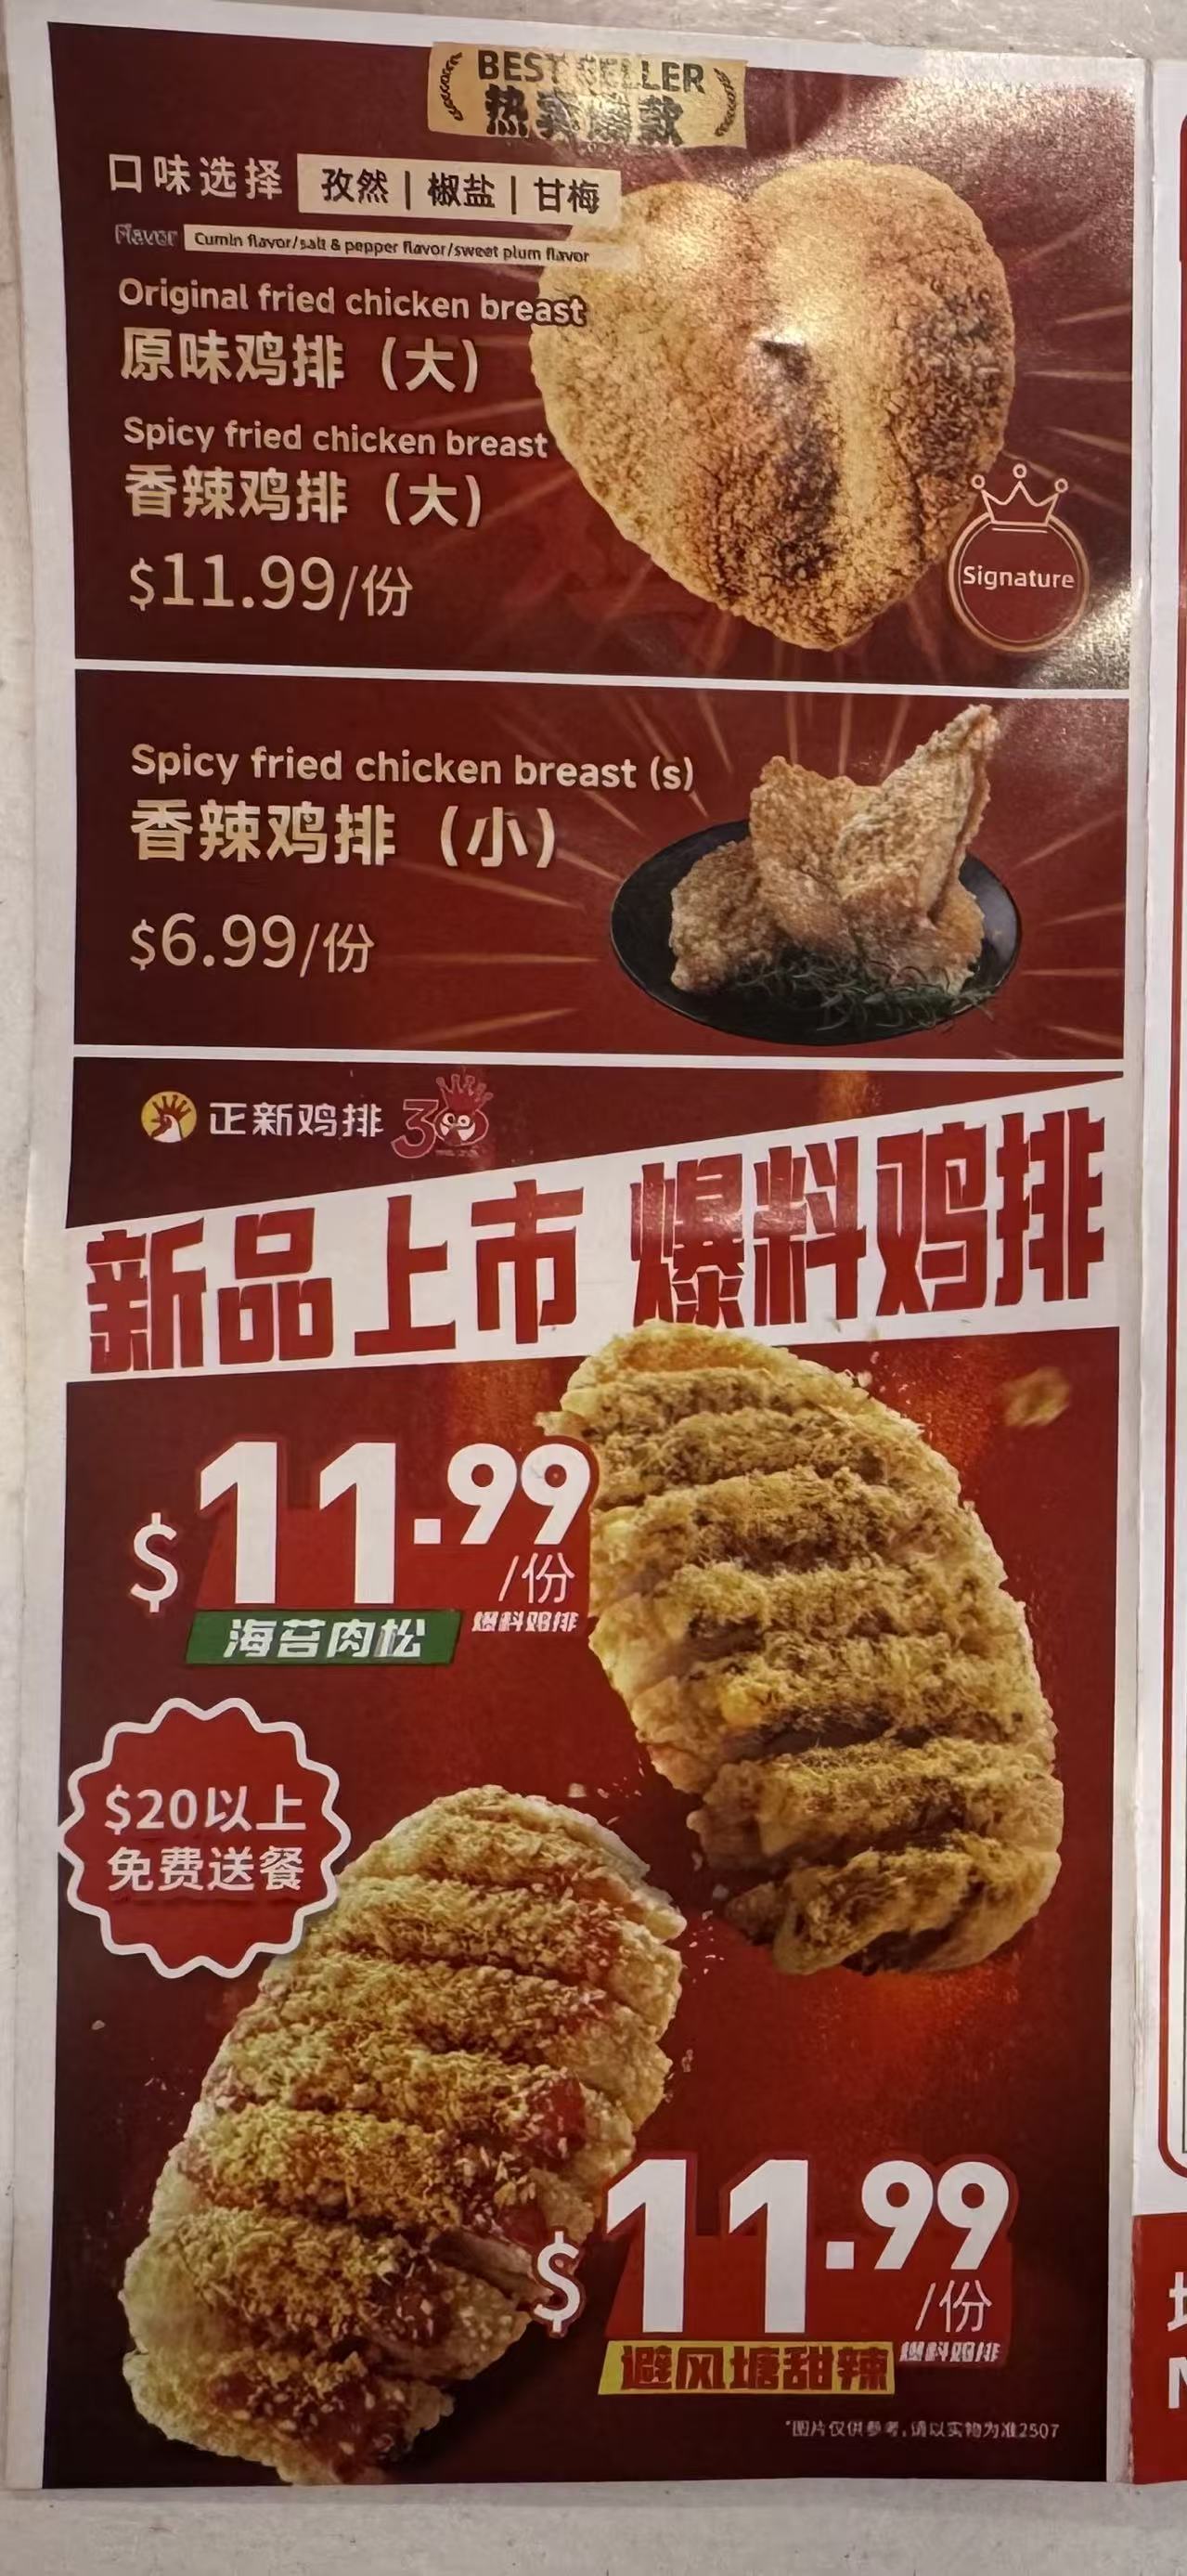 BEST SELLER
热卖爆款
口味选择 孜然 | 椒盐 | 甘梅
Flavor Cumin flavor/salt & pepper flavor/sweet plum flavor
Original fried chicken breast
原味鸡排（大）
Spicy fried chicken breast
香辣鸡排（大）
$11.99/份
Signature
Spicy fried chicken breast (s)
香辣鸡排（小）
$6.99/份
正新鸡排 30
新品上市 爆料鸡排
$11.99
/份
海苔肉松 爆料鸡排
$20以上
免费送餐
$11.99
/份
避风塘甜辣 爆料鸡排
*图片仅供参考,请以实物为准2507